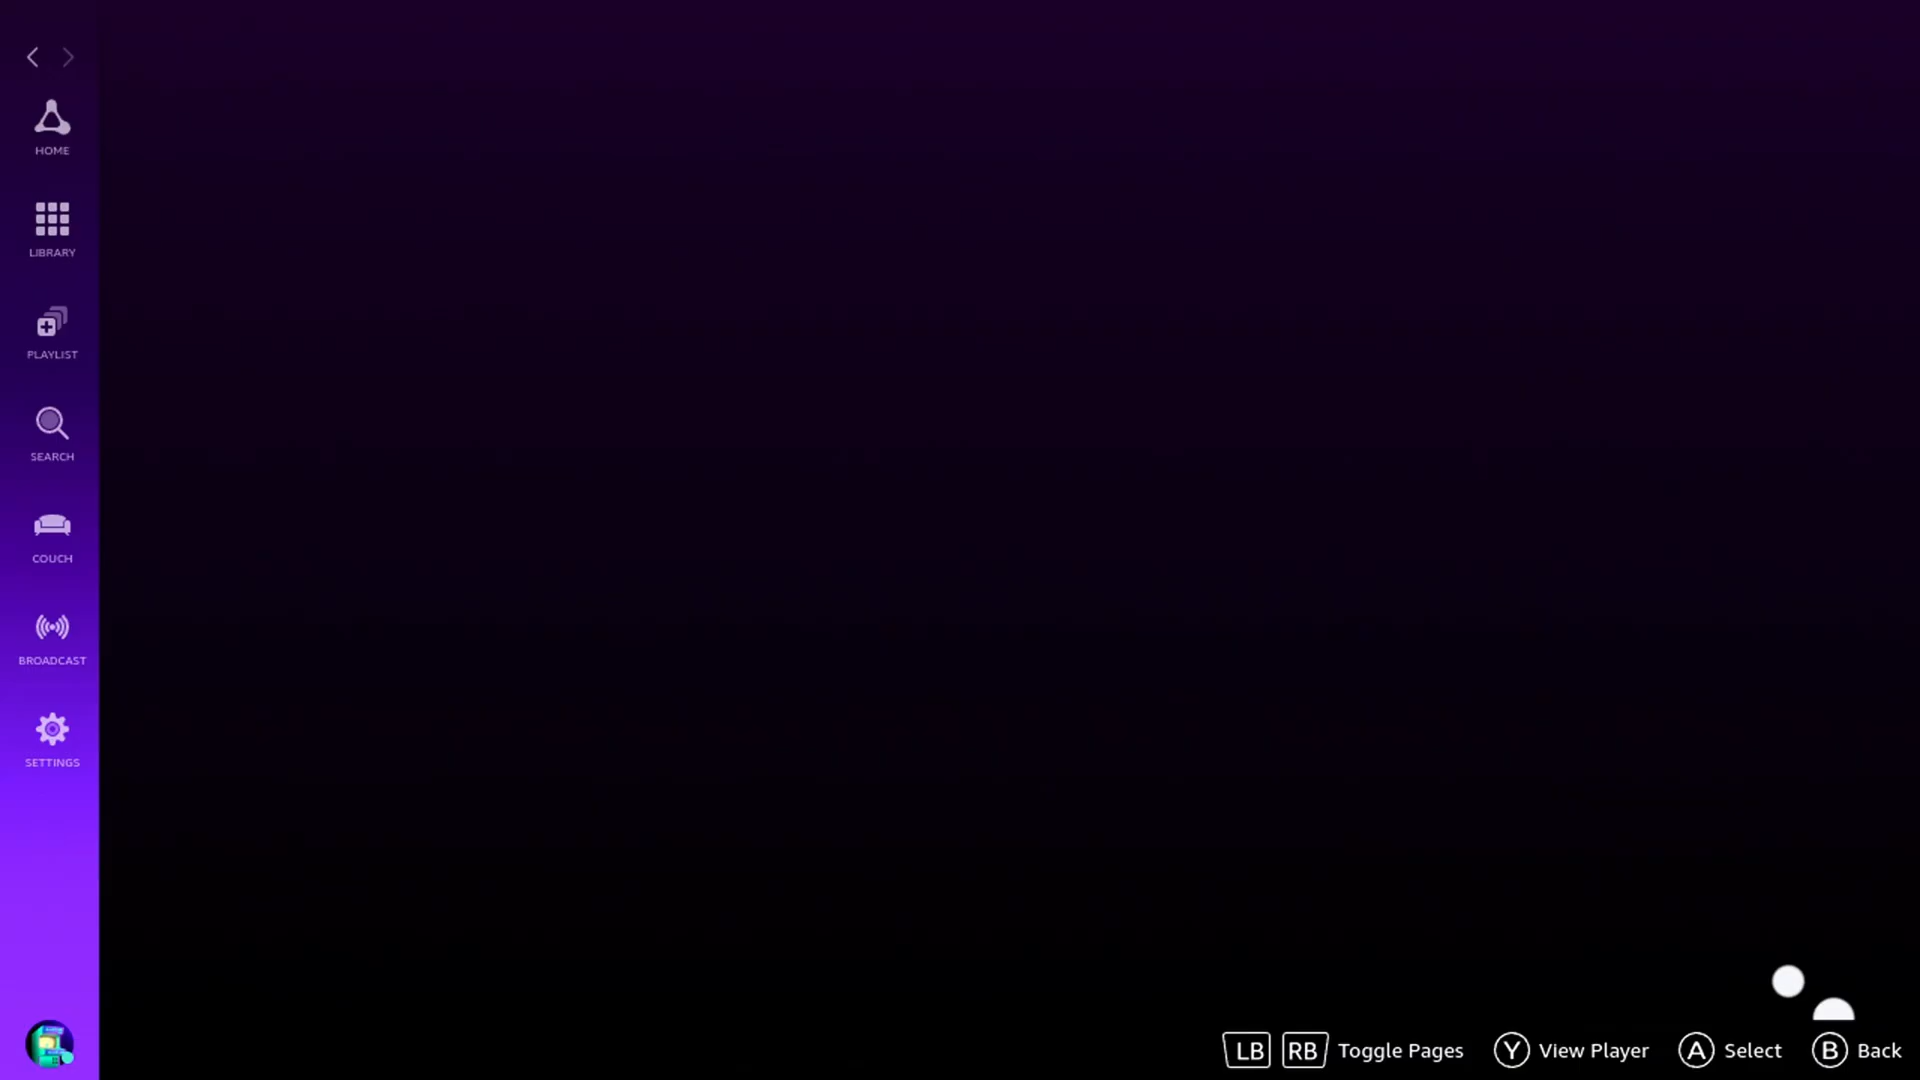 HOME
LIBRARY
PLAYLIST
SEARCH
COUCH
BROADCAST
SETTINGS
LB RB Toggle Pages Y View Player A Select B Back